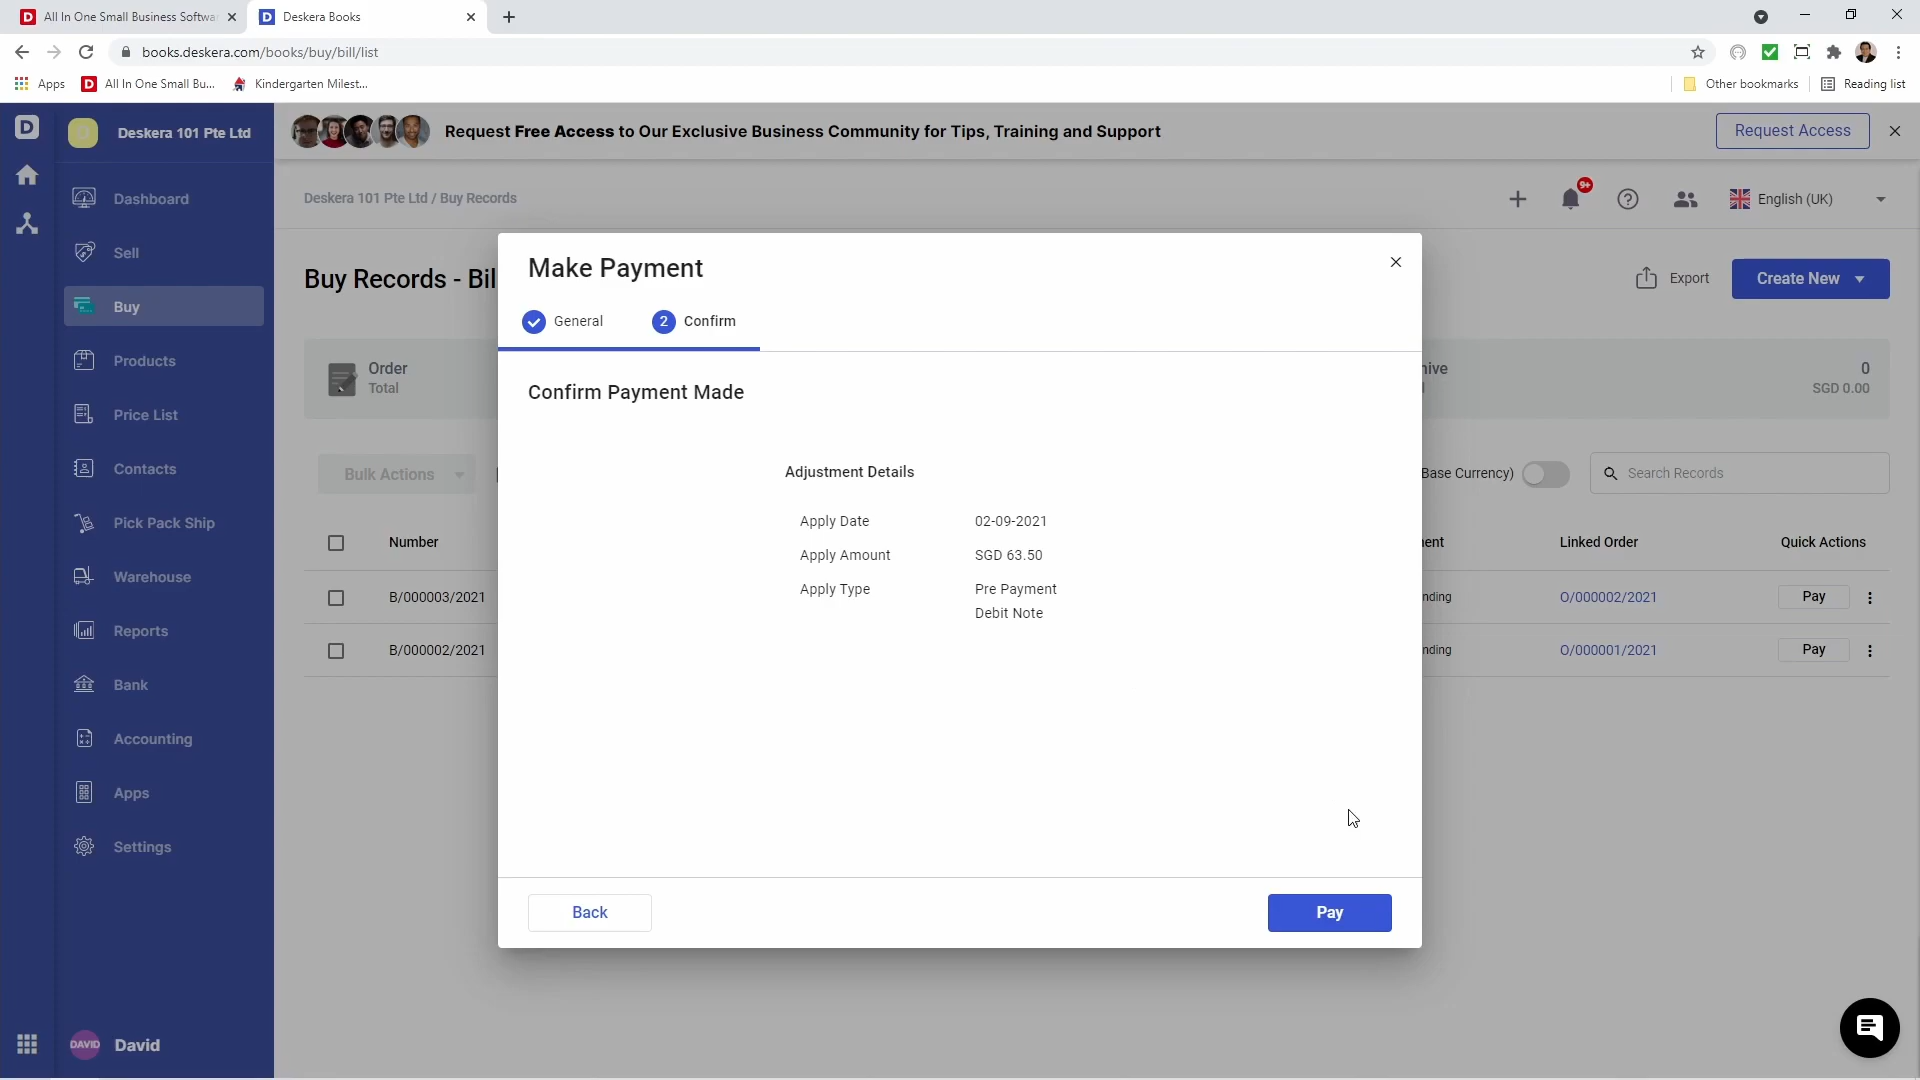 All In One Small Business Softwa
Deskera Books
books.deskera.com/books/buy/bill/list
Apps
All In One Small Bu...
Kindergarten Milest...
Other bookmarks
Reading list
Deskera 101 Pte Ltd
Request Free Access to Our Exclusive Business Community for Tips, Training and Support
Request Access
Dashboard
Sell
Buy
Products
Price List
Contacts
Pick Pack Ship
Warehouse
Reports
Bank
Accounting
Apps
Settings
DAVID
David
Deskera 101 Pte Ltd / Buy Records
9+
English (UK)
Buy Records - Bil
Export
Create New
Order
Total
hive
0
SGD 0.00
Bulk Actions
Base Currency)
Search Records
Number
ent
Linked Order
Quick Actions
B/000003/2021
nding
O/000002/2021
Pay
B/000002/2021
nding
O/000001/2021
Pay
Make Payment
General
2 Confirm
Confirm Payment Made
Adjustment Details
Apply Date 02-09-2021
Apply Amount SGD 63.50
Apply Type Pre Payment
Debit Note
Back
Pay